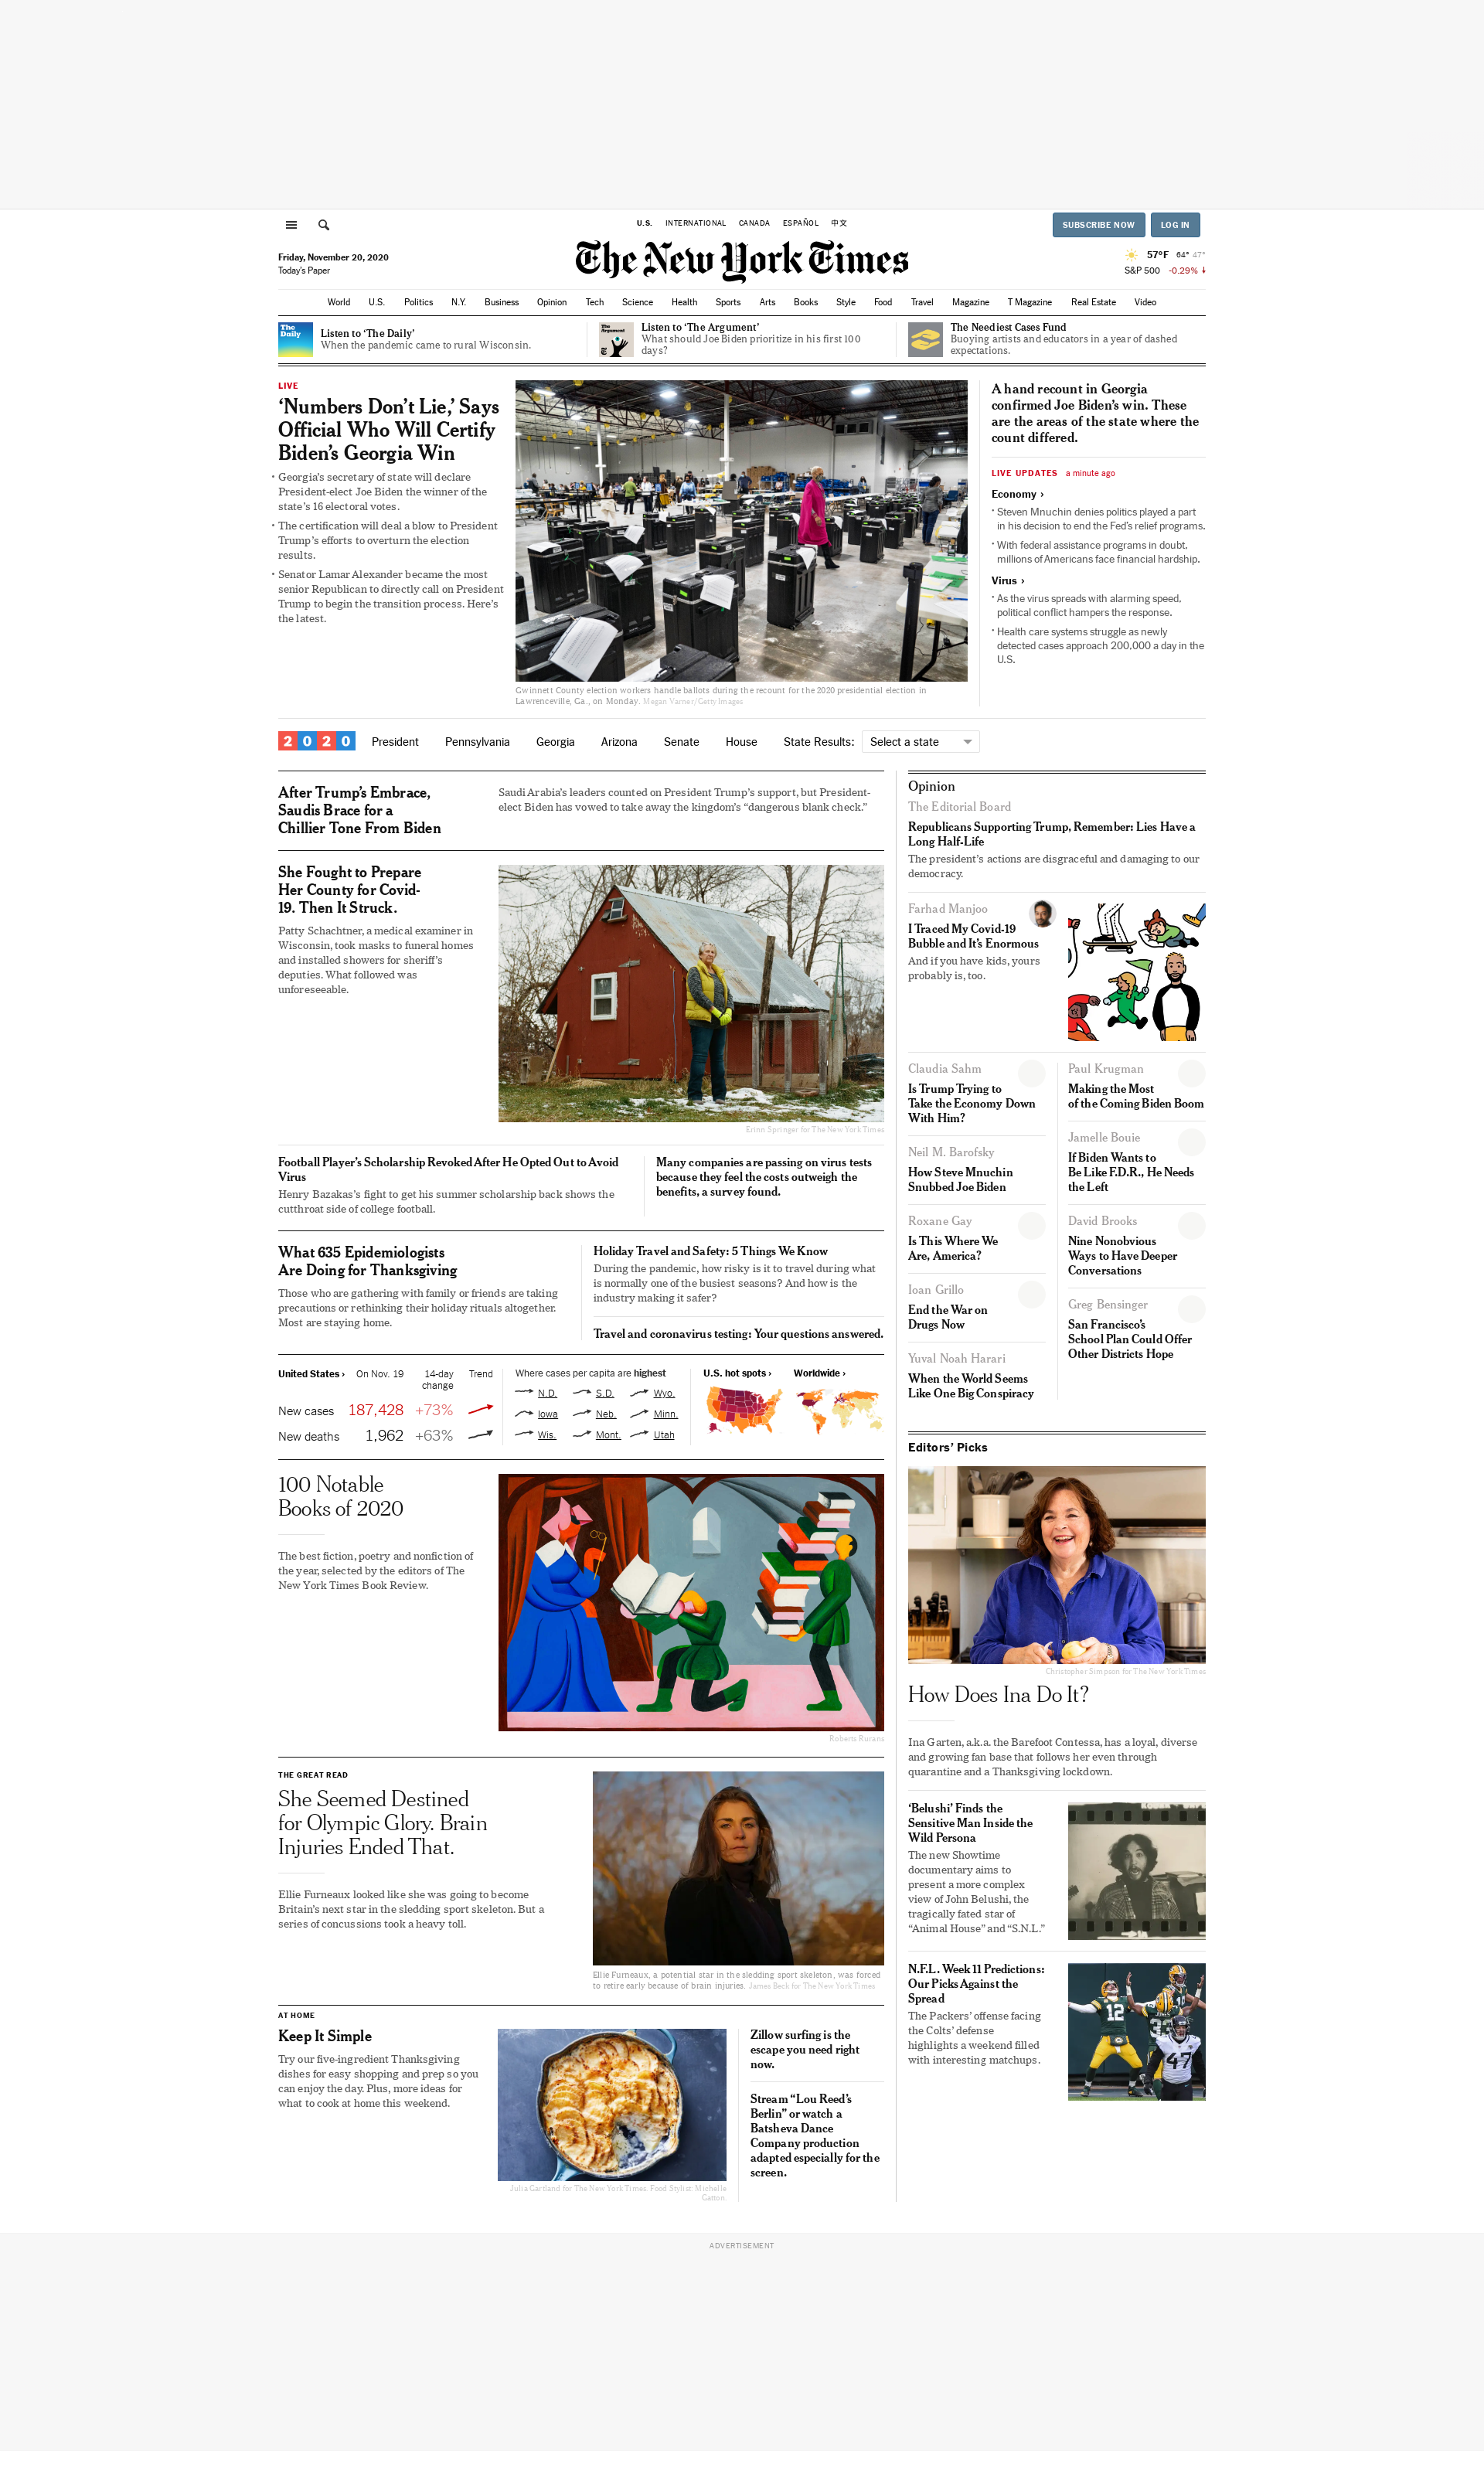 U.S. INTERNATIONAL CANADA ESPAÑOL 中文
SUBSCRIBE NOW LOG IN
Friday, November 20, 2020
Today's Paper
The New York Times
57°F 64° 47°
S&P 500 -0.29% ↓
World U.S. Politics N.Y. Business Opinion Tech Science Health Sports Arts Books Style Food Travel Magazine T Magazine Real Estate Video
The Daily
Listen to ‘The Daily’
When the pandemic came to rural Wisconsin.
The Argument
Listen to ‘The Argument’
What should Joe Biden prioritize in his first 100
days?
The Neediest Cases Fund
Buoying artists and educators in a year of dashed
expectations.
LIVE
‘Numbers Don’t Lie,’ Says
Official Who Will Certify
Biden’s Georgia Win
• Georgia’s secretary of state will declare
President-elect Joe Biden the winner of the
state’s 16 electoral votes.
• The certification will deal a blow to President
Trump’s efforts to overturn the election
results.
• Senator Lamar Alexander became the most
senior Republican to directly call on President
Trump to begin the transition process. Here’s
the latest.
Gwinnett County election workers handle ballots during the recount for the 2020 presidential election in
Lawrenceville, Ga., on Monday. Megan Varner/Getty Images
A hand recount in Georgia
confirmed Joe Biden’s win. These
are the areas of the state where the
count differed.
LIVE UPDATES a minute ago
Economy ›
• Steven Mnuchin denies politics played a part
in his decision to end the Fed’s relief programs.
• With federal assistance programs in doubt,
millions of Americans face financial hardship.
Virus ›
• As the virus spreads with alarming speed,
political conflict hampers the response.
• Health care systems struggle as newly
detected cases approach 200,000 a day in the
U.S.
2020 President Pennsylvania Georgia Arizona Senate House State Results: Select a state
After Trump’s Embrace,
Saudis Brace for a
Chillier Tone From Biden
Saudi Arabia’s leaders counted on President Trump’s support, but President-
elect Biden has vowed to take away the kingdom’s “dangerous blank check.”
She Fought to Prepare
Her County for Covid-
19. Then It Struck.
Patty Schachtner, a medical examiner in
Wisconsin, took masks to funeral homes
and installed showers for sheriff’s
deputies. What followed was
unforeseeable.
Erinn Springer for The New York Times
Football Player’s Scholarship Revoked After He Opted Out to Avoid
Virus
Henry Bazakas’s fight to get his summer scholarship back shows the
cutthroat side of college football.
Many companies are passing on virus tests
because they feel the costs outweigh the
benefits, a survey found.
What 635 Epidemiologists
Are Doing for Thanksgiving
Those who are gathering with family or friends are taking
precautions or rethinking their holiday rituals altogether.
Most are staying home.
Holiday Travel and Safety: 5 Things We Know
During the pandemic, how risky is it to travel during what
is normally one of the busiest seasons? And how is the
industry making it safer?
Travel and coronavirus testing: Your questions answered.
United States › On Nov. 19 14-day
change Trend
New cases 187,428 +73%
New deaths 1,962 +63%
Where cases per capita are highest
N.D. S.D. Wyo.
Iowa Neb. Minn.
Wis. Mont. Utah
U.S. hot spots › Worldwide ›
100 Notable
Books of 2020
The best fiction, poetry and nonfiction of
the year, selected by the editors of The
New York Times Book Review.
Roberts Rurans
THE GREAT READ
She Seemed Destined
for Olympic Glory. Brain
Injuries Ended That.
Ellie Furneaux looked like she was going to become
Britain’s next star in the sledding sport skeleton. But a
series of concussions took a heavy toll.
Ellie Furneaux, a potential star in the sledding sport skeleton, was forced
to retire early because of brain injuries. James Beck for The New York Times
AT HOME
Keep It Simple
Try our five-ingredient Thanksgiving
dishes for easy shopping and prep so you
can enjoy the day. Plus, more ideas for
what to cook at home this weekend.
Julia Gartland for The New York Times. Food Stylist: Michelle
Gatton.
Zillow surfing is the
escape you need right
now.
Stream “Lou Reed’s
Berlin” or watch a
Batsheva Dance
Company production
adapted especially for the
screen.
Opinion
The Editorial Board
Republicans Supporting Trump, Remember: Lies Have a
Long Half-Life
The president’s actions are disgraceful and damaging to our
democracy.
Farhad Manjoo
I Traced My Covid-19
Bubble and It’s Enormous
And if you have kids, yours
probably is, too.
Claudia Sahm
Is Trump Trying to
Take the Economy Down
With Him?
Neil M. Barofsky
How Steve Mnuchin
Snubbed Joe Biden
Roxane Gay
Is This Where We
Are, America?
Ioan Grillo
End the War on
Drugs Now
Yuval Noah Harari
When the World Seems
Like One Big Conspiracy
Paul Krugman
Making the Most
of the Coming Biden Boom
Jamelle Bouie
If Biden Wants to
Be Like F.D.R., He Needs
the Left
David Brooks
Nine Nonobvious
Ways to Have Deeper
Conversations
Greg Bensinger
San Francisco’s
School Plan Could Offer
Other Districts Hope
Editors’ Picks
Christopher Simpson for The New York Times
How Does Ina Do It?
Ina Garten, a.k.a. the Barefoot Contessa, has a loyal, diverse
and growing fan base that follows her even through
quarantine and a Thanksgiving lockdown.
‘Belushi’ Finds the
Sensitive Man Inside the
Wild Persona
The new Showtime
documentary aims to
present a more complex
view of John Belushi, the
tragically fated star of
“Animal House” and “S.N.L.”
N.F.L. Week 11 Predictions:
Our Picks Against the
Spread
The Packers’ offense facing
the Colts’ defense
highlights a weekend filled
with interesting matchups.
12
47
ADVERTISEMENT